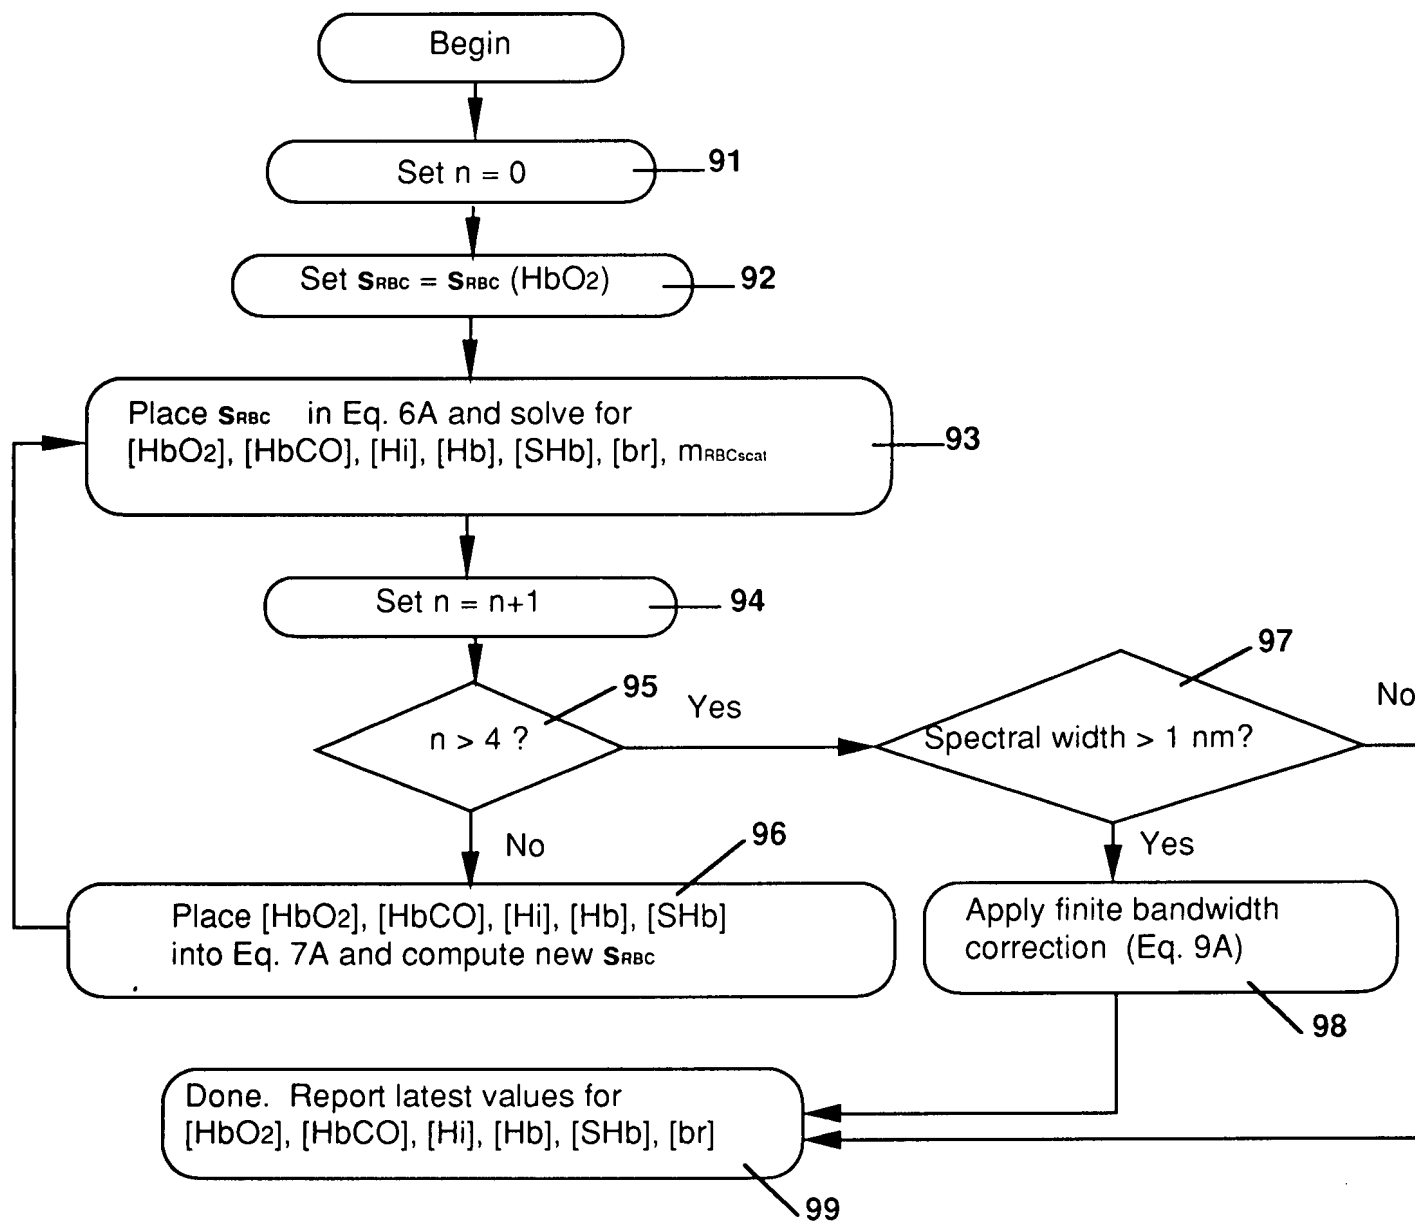 Begin
Set n = 0
91
Set sRBC = sRBC (HbO2)
92
Place sRBC in Eq. 6A and solve for
[HbO2], [HbCO], [Hi], [Hb], [SHb], [br], mRBCscat
93
Set n = n+1
94
n > 4 ?
95
Yes
No
Spectral width > 1 nm?
97
No
Yes
Place [HbO2], [HbCO], [Hi], [Hb], [SHb]
into Eq. 7A and compute new sRBC
96
Apply finite bandwidth
correction (Eq. 9A)
98
Done. Report latest values for
[HbO2], [HbCO], [Hi], [Hb], [SHb], [br]
99